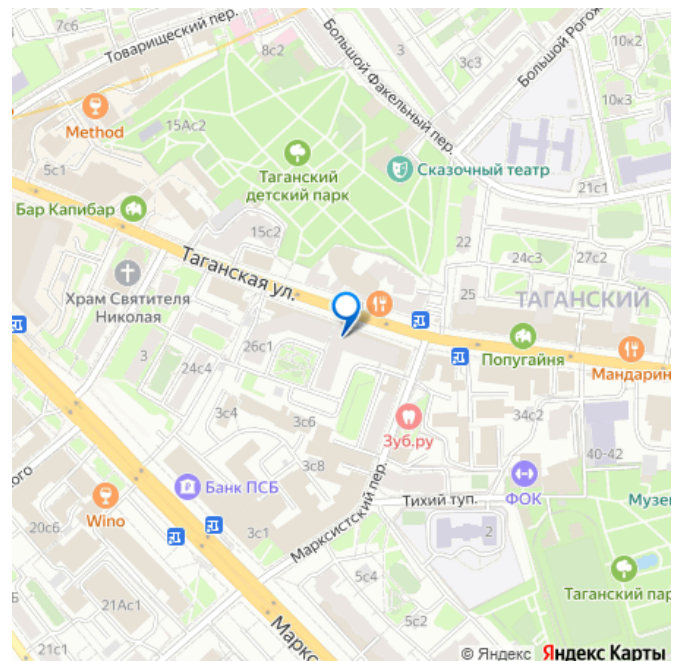 7с6
Товарищеский пер.
8с2
3
Большой Факельный пер.
3с3
Большой Рогож
10к2
10к3
Method
15Ас2
Таганский
детский парк
Сказочный театр
5с1
21с1
Бар Капибар
15с2
22
24с3
27с2
Таганская ул.
Храм Святителя
Николая
25
ТАГАНСКИЙ
Попугайня
Мандарин
3
24с4
26с1
3с4
3с6
Зуб.ру
34с2
40-42
3с8
ого
Банк ПСБ
Тихий туп.
ФОК
Музе
Wino
20с6
3с1
Марксистский пер.
2
5с4
Таганский пар
Б
21Ас1
5с2
21с1
Маркс
© Яндекс Яндекс Карты